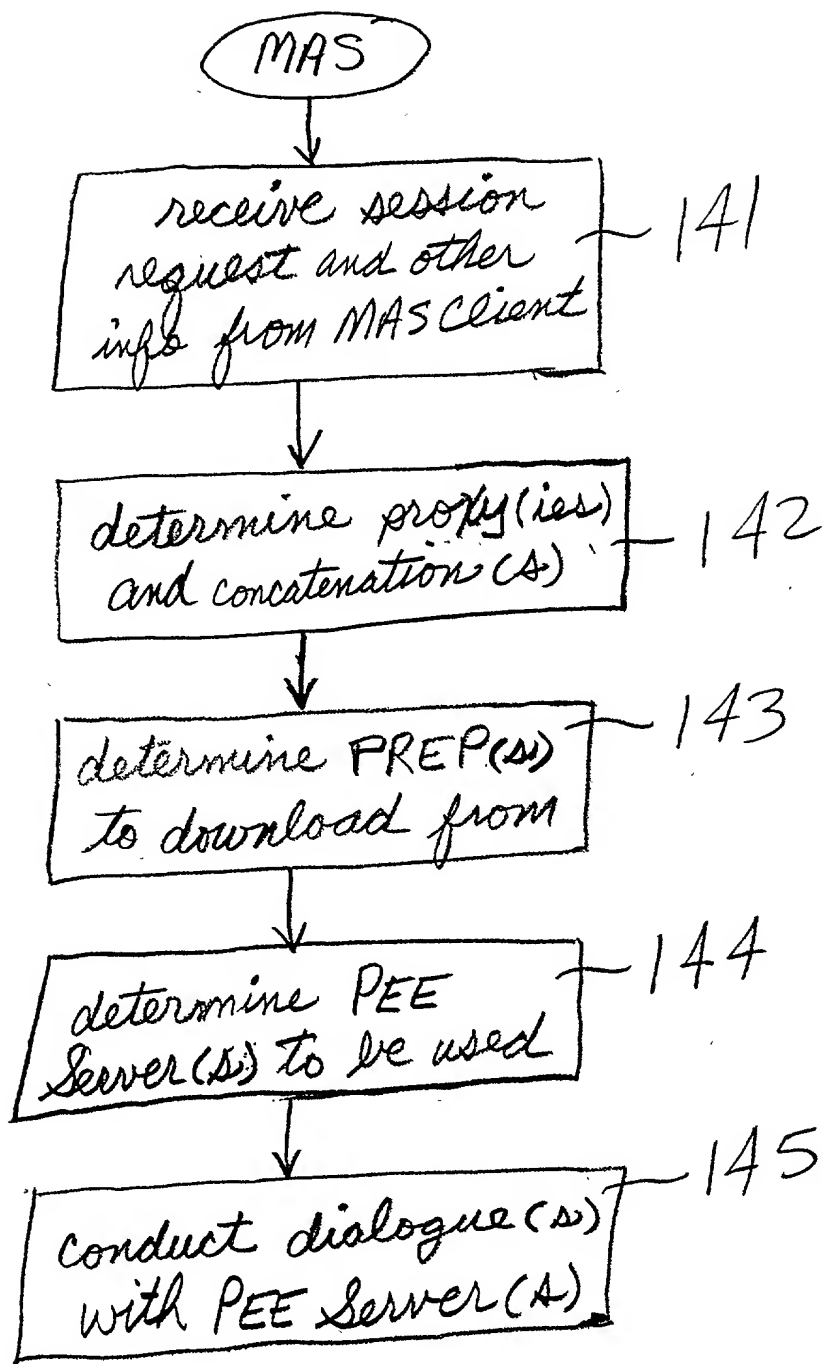 MAS
receive session
request and other
info from MAS Client
141
determine proxy(ies)
and concatenation(s)
142
determine PREP(s)
to download from
143
determine PEE
Server(s) to be used
144
conduct dialogue(s)
with PEE Server(s)
145